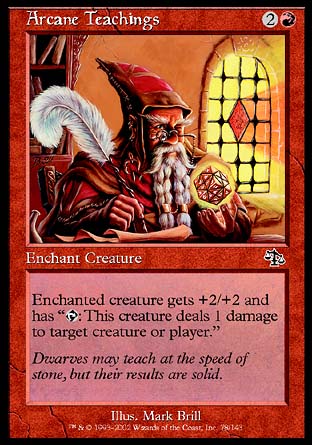 Arcane Teachings 2
Enchant Creature
Enchanted creature gets +2/+2 and
has “: This creature deals 1 damage
to target creature or player.”
Dwarves may teach at the speed of
stone, but their results are solid.
Illus. Mark Brill
™ & © 1993-2002 Wizards of the Coast, Inc. 78/143